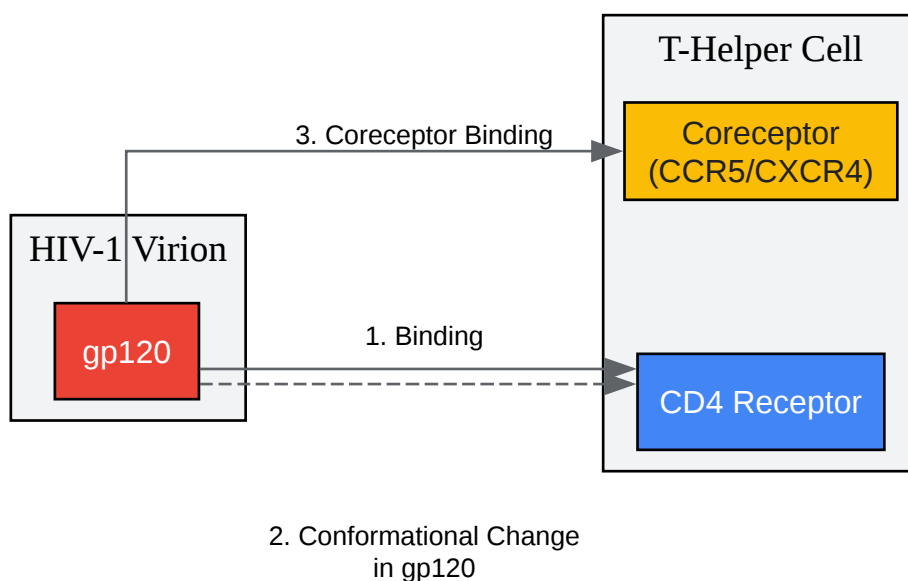 T-Helper Cell
Coreceptor
(CCR5/CXCR4)
3. Coreceptor Binding
HIV-1 Virion
gp120
1. Binding
CD4 Receptor
2. Conformational Change
in gp120